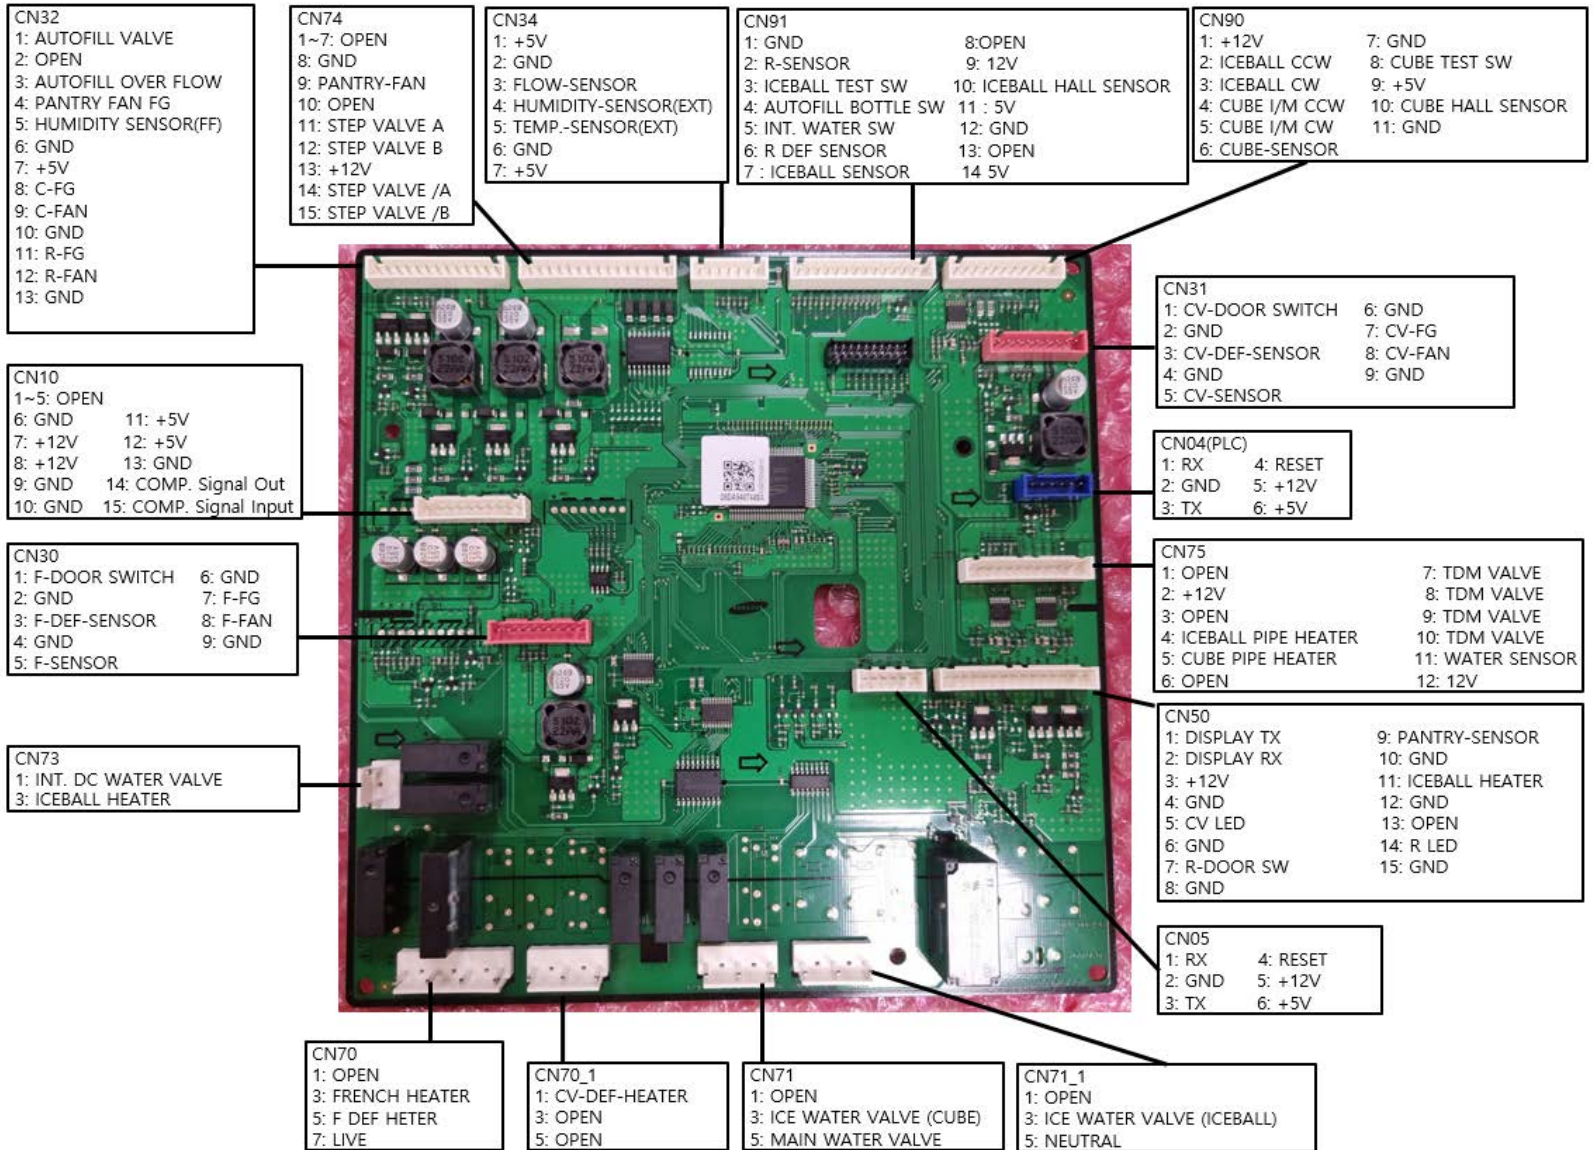 CN32
1: AUTOFILL VALVE
2: OPEN
3: AUTOFILL OVER FLOW
4: PANTRY FAN FG
5: HUMIDITY SENSOR(FF)
6: GND
7: +5V
8: C-FG
9: C-FAN
10: GND
11: R-FG
12: R-FAN
13: GND
CN74
1~7: OPEN
8: GND
9: PANTRY-FAN
10: OPEN
11: STEP VALVE A
12: STEP VALVE B
13: +12V
14: STEP VALVE /A
15: STEP VALVE /B
CN34
1: +5V
2: GND
3: FLOW-SENSOR
4: HUMIDITY-SENSOR(EXT)
5: TEMP.-SENSOR(EXT)
6: GND
7: +5V
CN91
1: GND 8:OPEN
2: R-SENSOR 9: 12V
3: ICEBALL TEST SW 10: ICEBALL HALL SENSOR
4: AUTOFILL BOTTLE SW 11 : 5V
5: INT. WATER SW 12: GND
6: R DEF SENSOR 13: OPEN
7 : ICEBALL SENSOR 14 5V
CN90
1: +12V 7: GND
2: ICEBALL CCW 8: CUBE TEST SW
3: ICEBALL CW 9: +5V
4: CUBE I/M CCW 10: CUBE HALL SENSOR
5: CUBE I/M CW 11: GND
6: CUBE-SENSOR
CN31
1: CV-DOOR SWITCH 6: GND
2: GND 7: CV-FG
3: CV-DEF-SENSOR 8: CV-FAN
4: GND 9: GND
5: CV-SENSOR
CN10
1~5: OPEN
6: GND 11: +5V
7: +12V 12: +5V
8: +12V 13: GND
9: GND 14: COMP. Signal Out
10: GND 15: COMP. Signal Input
CN04(PLC)
1: RX 4: RESET
2: GND 5: +12V
3: TX 6: +5V
CN30
1: F-DOOR SWITCH 6: GND
2: GND 7: F-FG
3: F-DEF-SENSOR 8: F-FAN
4: GND 9: GND
5: F-SENSOR
CN75
1: OPEN 7: TDM VALVE
2: +12V 8: TDM VALVE
3: OPEN 9: TDM VALVE
4: ICEBALL PIPE HEATER 10: TDM VALVE
5: CUBE PIPE HEATER 11: WATER SENSOR
6: OPEN 12: 12V
CN73
1: INT. DC WATER VALVE
3: ICEBALL HEATER
CN50
1: DISPLAY TX 9: PANTRY-SENSOR
2: DISPLAY RX 10: GND
3: +12V 11: ICEBALL HEATER
4: GND 12: GND
5: CV LED 13: OPEN
6: GND 14: R LED
7: R-DOOR SW 15: GND
8: GND
CN05
1: RX 4: RESET
2: GND 5: +12V
3: TX 6: +5V
CN70
1: OPEN
3: FRENCH HEATER
5: F DEF HETER
7: LIVE
CN70_1
1: CV-DEF-HEATER
3: OPEN
5: OPEN
CN71
1: OPEN
3: ICE WATER VALVE (CUBE)
5: MAIN WATER VALVE
CN71_1
1: OPEN
3: ICE WATER VALVE (ICEBALL)
5: NEUTRAL
5102
22AA
5102
22AA
5102
22AA
5102
22AA